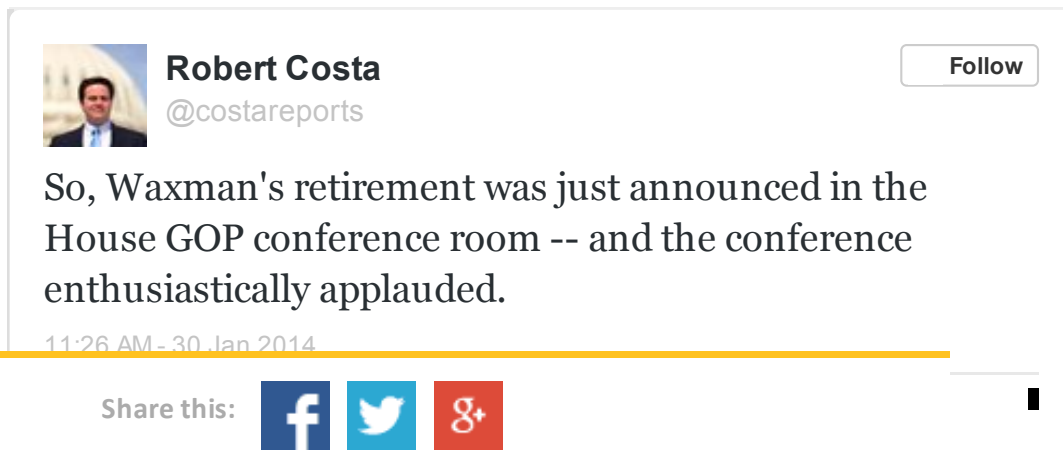 Robert Costa
Follow
@costareports
So, Waxman's retirement was just announced in the
House GOP conference room -- and the conference
enthusiastically applauded.
11:26 AM - 30 Jan 2014
Share this:
f
g+